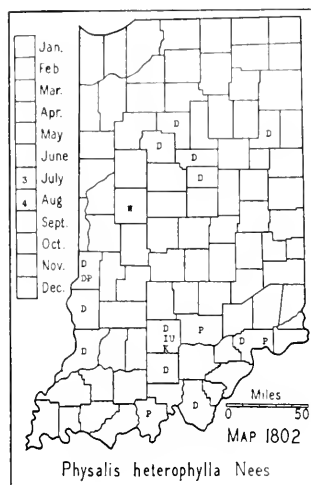 Jan.
Feb
Mar.
Apr.
May
June
3 July
4 Aug
Sept.
Oct.
Nov.
Dec.
D
D
D
D
D
W
D
DP
D
D
IU
K
P
D
P
D
D
P
D
Miles
0 50
MAP 1802
Physalis heterophylla Nees